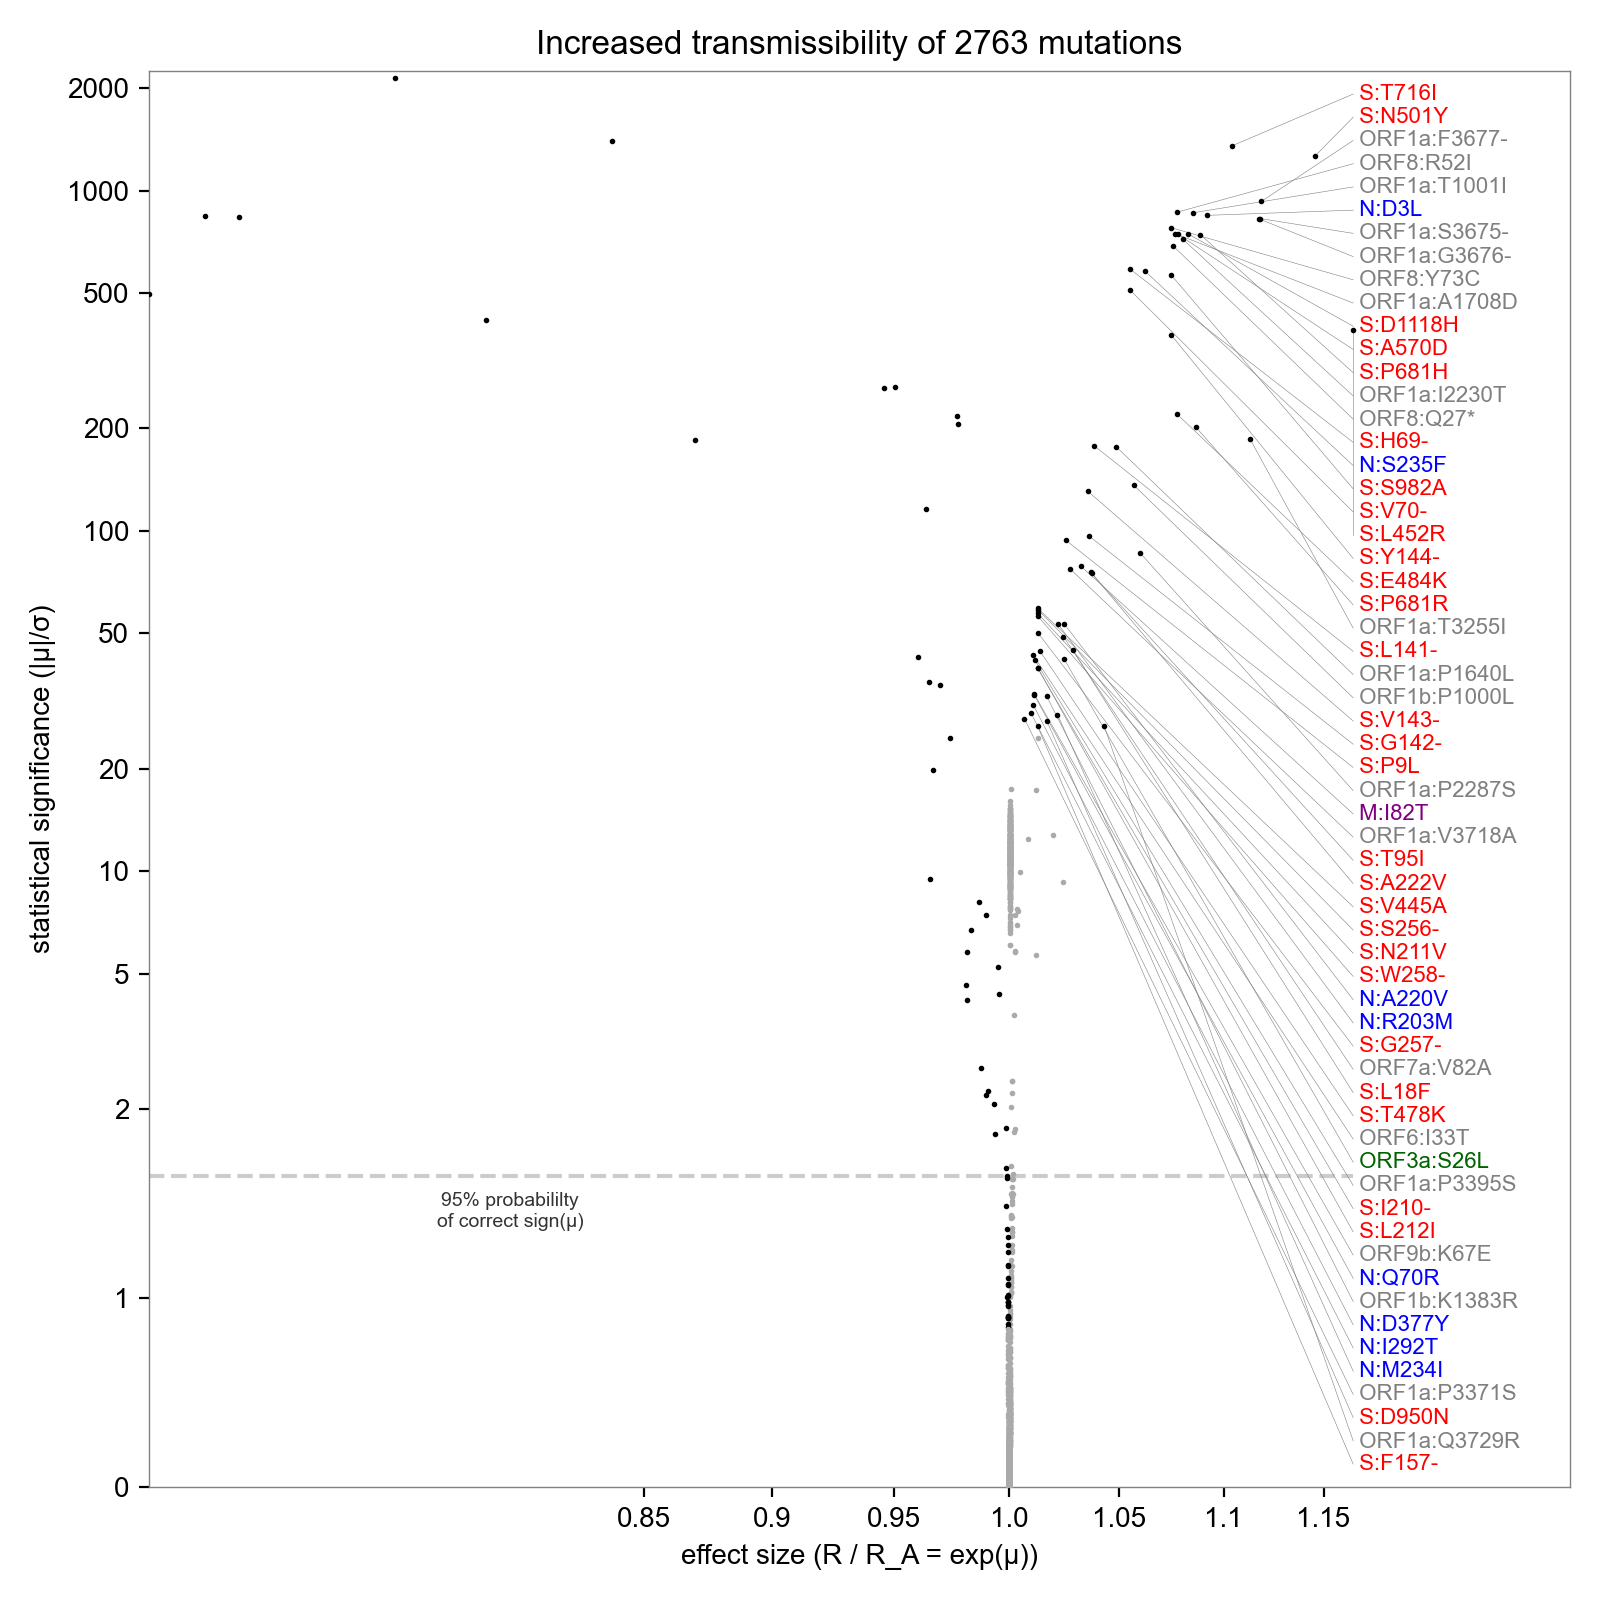 Increased transmissibility of 2763 mutations
statistical significance (|μ|/σ)
2000
1000
500
200
100
50
20
10
5
2
1
0
95% probabililty
of correct sign(μ)
S:T716I
S:N501Y
ORF1a:F3677-
ORF8:R52I
ORF1a:T1001I
N:D3L
ORF1a:S3675-
ORF1a:G3676-
ORF8:Y73C
ORF1a:A1708D
S:D1118H
S:A570D
S:P681H
ORF1a:I2230T
ORF8:Q27*
S:H69-
N:S235F
S:S982A
S:V70-
S:L452R
S:Y144-
S:E484K
S:P681R
ORF1a:T3255I
S:L141-
ORF1a:P1640L
ORF1b:P1000L
S:V143-
S:G142-
S:P9L
ORF1a:P2287S
M:I82T
ORF1a:V3718A
S:T95I
S:A222V
S:V445A
S:S256-
S:N211V
S:W258-
N:A220V
N:R203M
S:G257-
ORF7a:V82A
S:L18F
S:T478K
ORF6:I33T
ORF3a:S26L
ORF1a:P3395S
S:I210-
S:L212I
ORF9b:K67E
N:Q70R
ORF1b:K1383R
N:D377Y
N:I292T
N:M234I
ORF1a:P3371S
S:D950N
ORF1a:Q3729R
S:F157-
0.85 0.9 0.95 1.0 1.05 1.1 1.15
effect size (R / R_A = exp(μ))